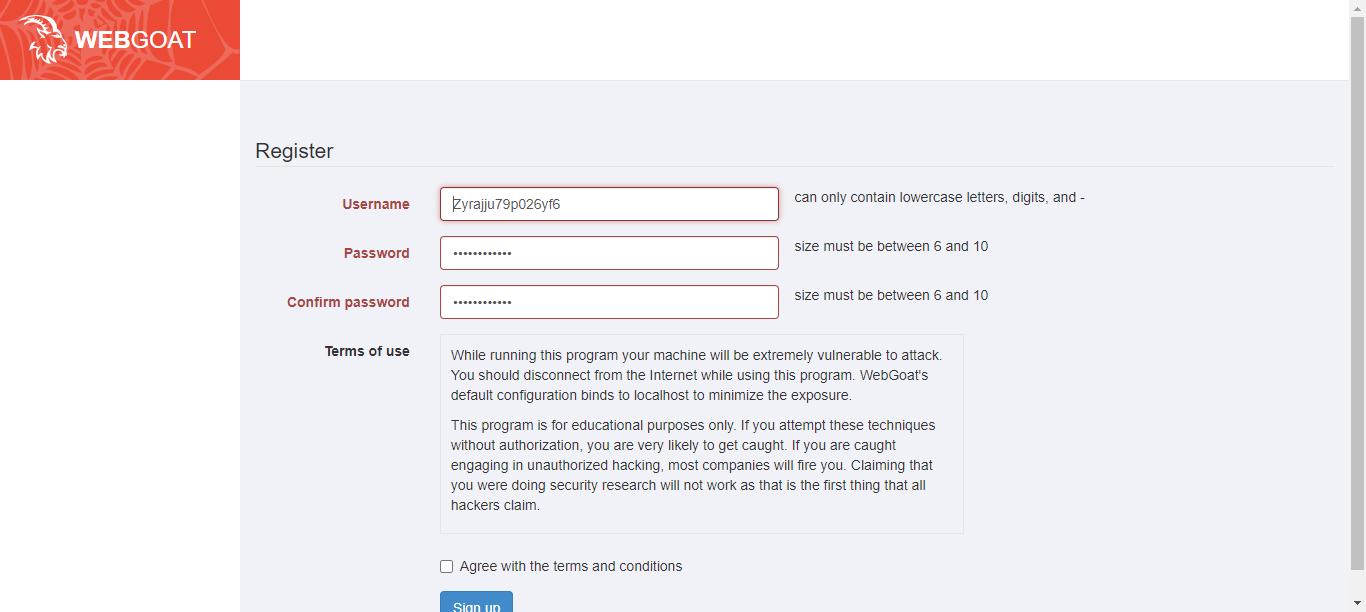 WEBGOAT
Register
Username
Zyrajju79p026yf6
can only contain lowercase letters, digits, and -
Password
••••••••••••
size must be between 6 and 10
Confirm password
••••••••••••
size must be between 6 and 10
Terms of use
While running this program your machine will be extremely vulnerable to attack.
You should disconnect from the Internet while using this program. WebGoat's
default configuration binds to localhost to minimize the exposure.
This program is for educational purposes only. If you attempt these techniques
without authorization, you are very likely to get caught. If you are caught
engaging in unauthorized hacking, most companies will fire you. Claiming that
you were doing security research will not work as that is the first thing that all
hackers claim.
Agree with the terms and conditions
Sign up